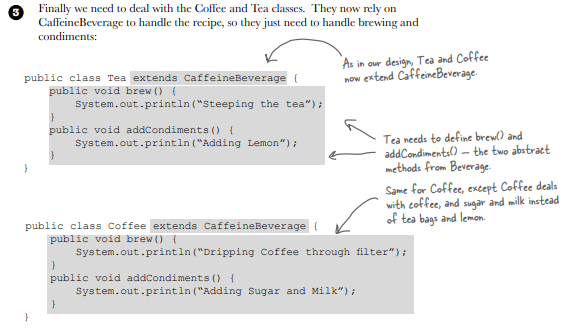 3 Finally we need to deal with the Coffee and Tea classes. They now rely on
CaffeineBeverage to handle the recipe, so they just need to handle brewing and
condiments:
As in our design, Tea and Coffee
now extend CaffeineBeverage.
public class Tea extends CaffeineBeverage {
public void brew() {
System.out.println(“Steeping the tea”);
}
public void addCondiments() {
System.out.println(“Adding Lemon”);
}
}
Tea needs to define brew() and
addCondiments() — the two abstract
methods from Beverage.
Same for Coffee, except Coffee deals
with coffee, and sugar and milk instead
of tea bags and lemon.
public class Coffee extends CaffeineBeverage {
public void brew() {
System.out.println(“Dripping Coffee through filter”);
}
public void addCondiments() {
System.out.println(“Adding Sugar and Milk”);
}
}